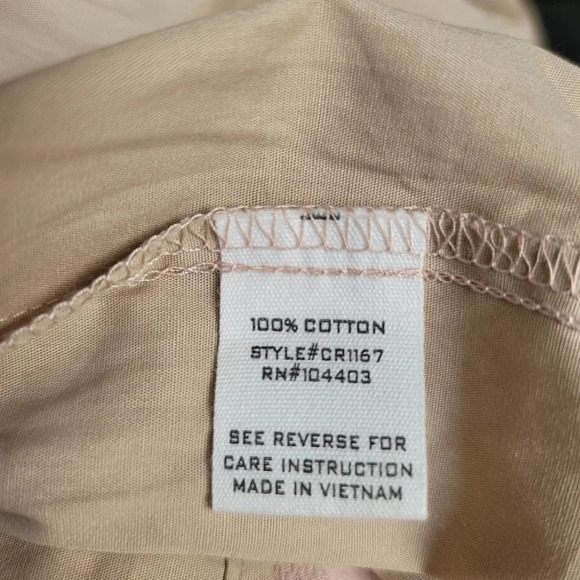 100% COTTON
STYLE#CR1167
RN#104403
SEE REVERSE FOR
CARE INSTRUCTION
MADE IN VIETNAM